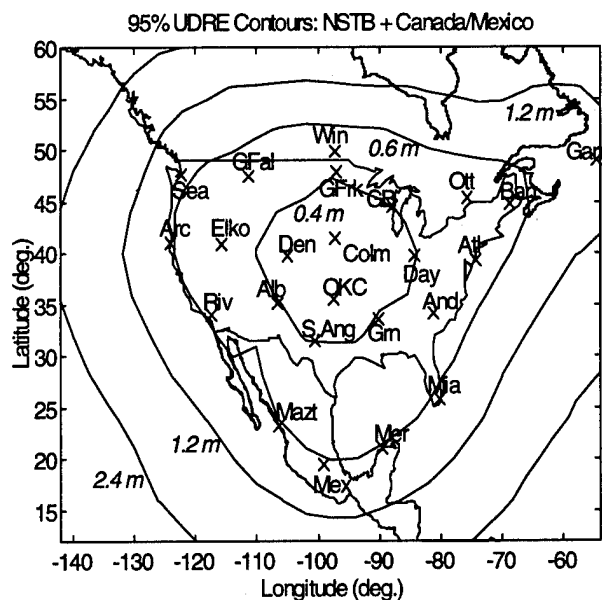 95% UDRE Contours: NSTB + Canada/Mexico
60
55
50
45
40
35
30
25
20
15
Latitude (deg.)
1.2 m
Win
0.6 m
Gan
GFal
Sea
GFrk
GB
Ott
Ban
0.4 m
Arc
Elko
Den
Colm
Day
Atl
Riv
Alb
OKC
And
S Ang
Grn
Mia
Mazt
Mer
1.2 m
2.4 m
Me
-140 -130 -120 -110 -100 -90 -80 -70 -60
Longitude (deg.)